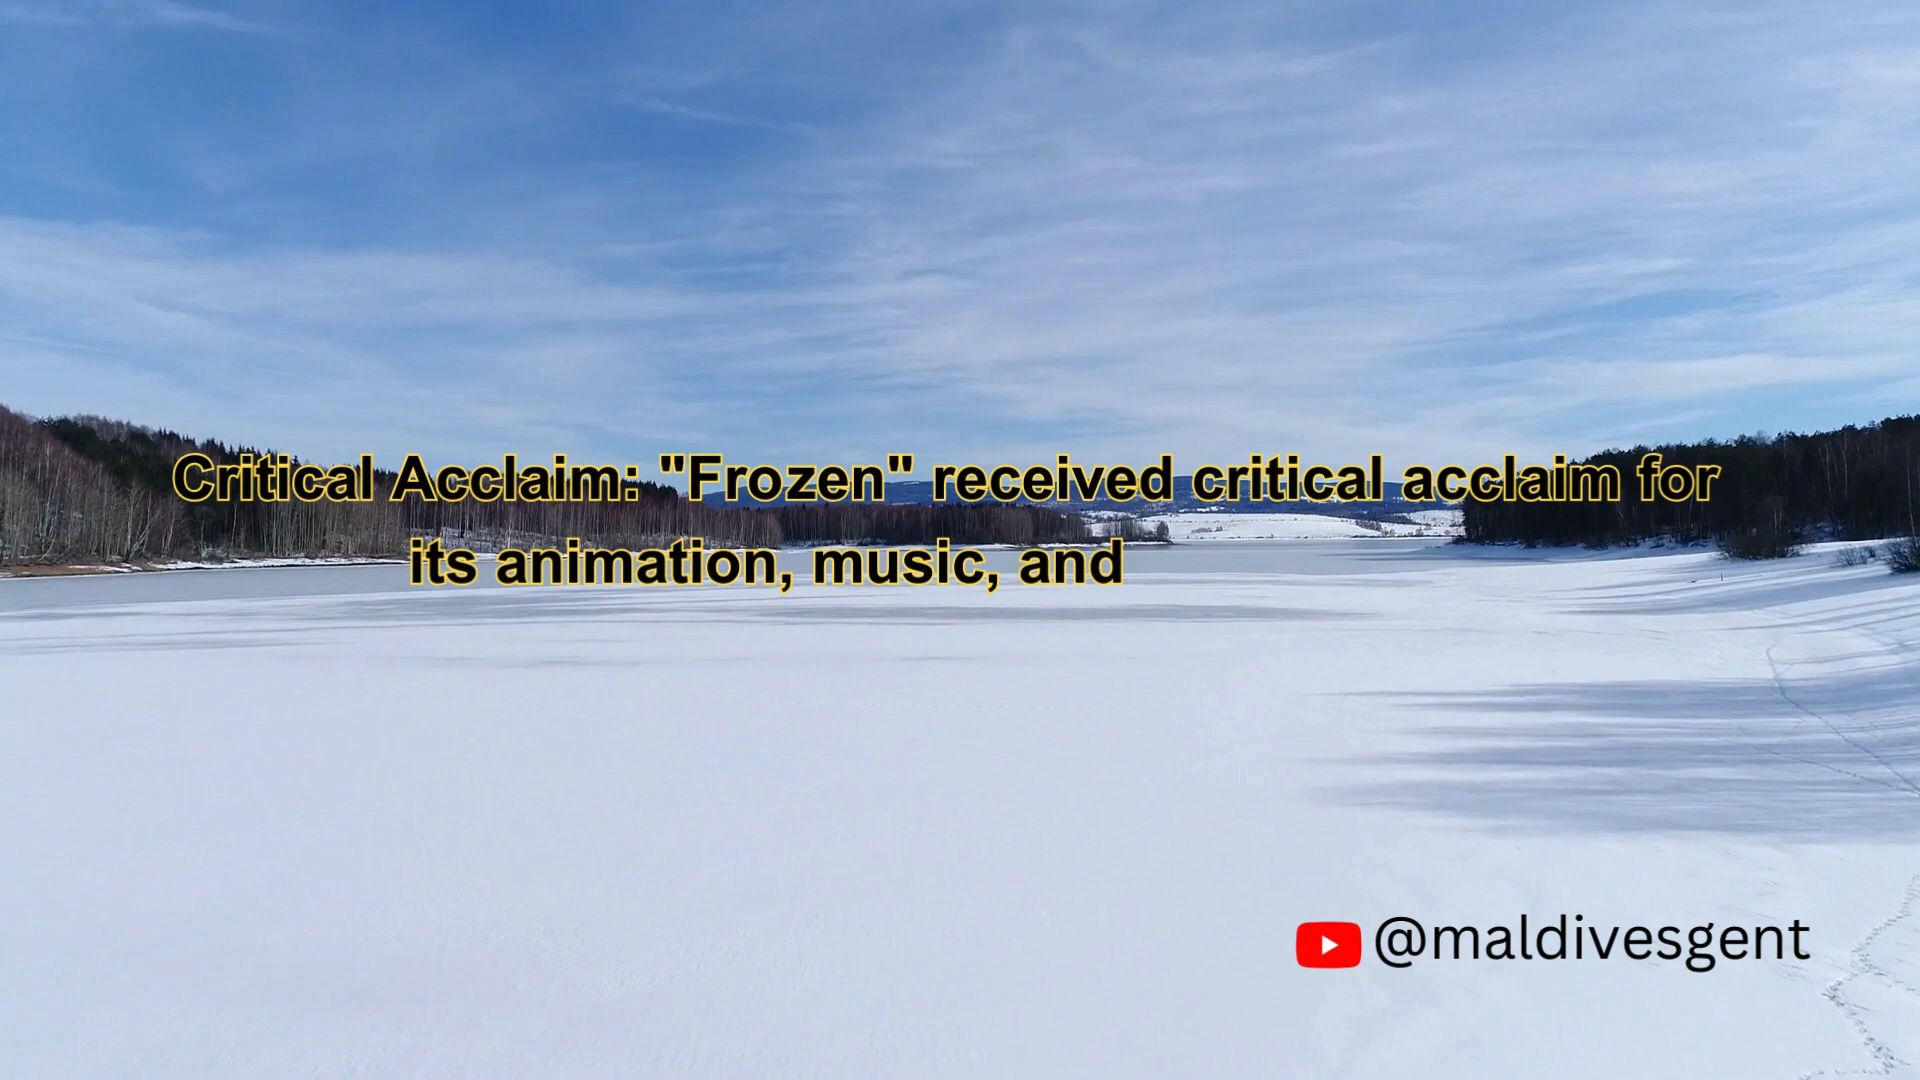 Critical Acclaim: "Frozen" received critical acclaim for
its animation, music, and
@maldivesgent